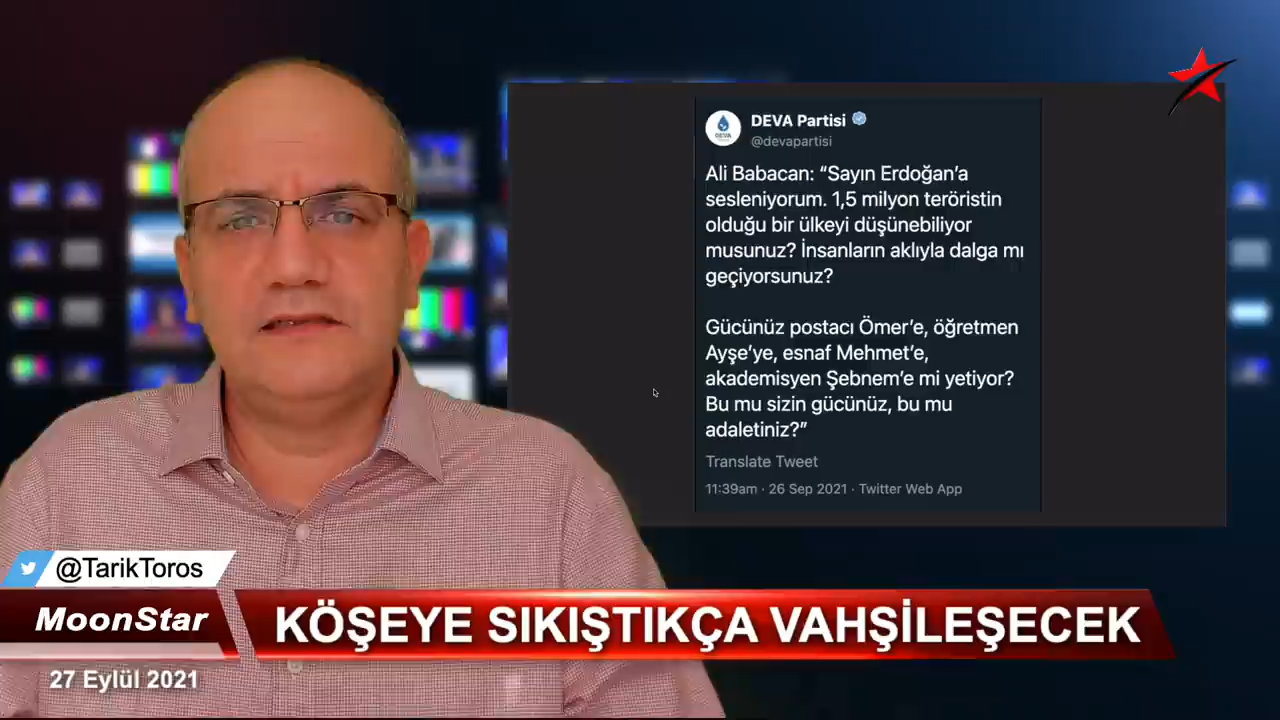 DEVA Partisi
@devapartisi
DEVA
Ali Babacan: “Sayın Erdoğan’a
sesleniyorum. 1,5 milyon teröristin
olduğu bir ülkeyi düşünebiliyor
musunuz? İnsanların aklıyla dalga mı
geçiyorsunuz?
Gücünüz postacı Ömer’e, öğretmen
Ayşe’ye, esnaf Mehmet’e,
akademisyen Şebnem’e mi yetiyor?
Bu mu sizin gücünüz, bu mu
adaletiniz?”
Translate Tweet
11:39am · 26 Sep 2021 · Twitter Web App
@TarikToros
MoonStar
KÖŞEYE SIKIŞTIKÇA VAHŞİLEŞECEK
27 Eylül 2021